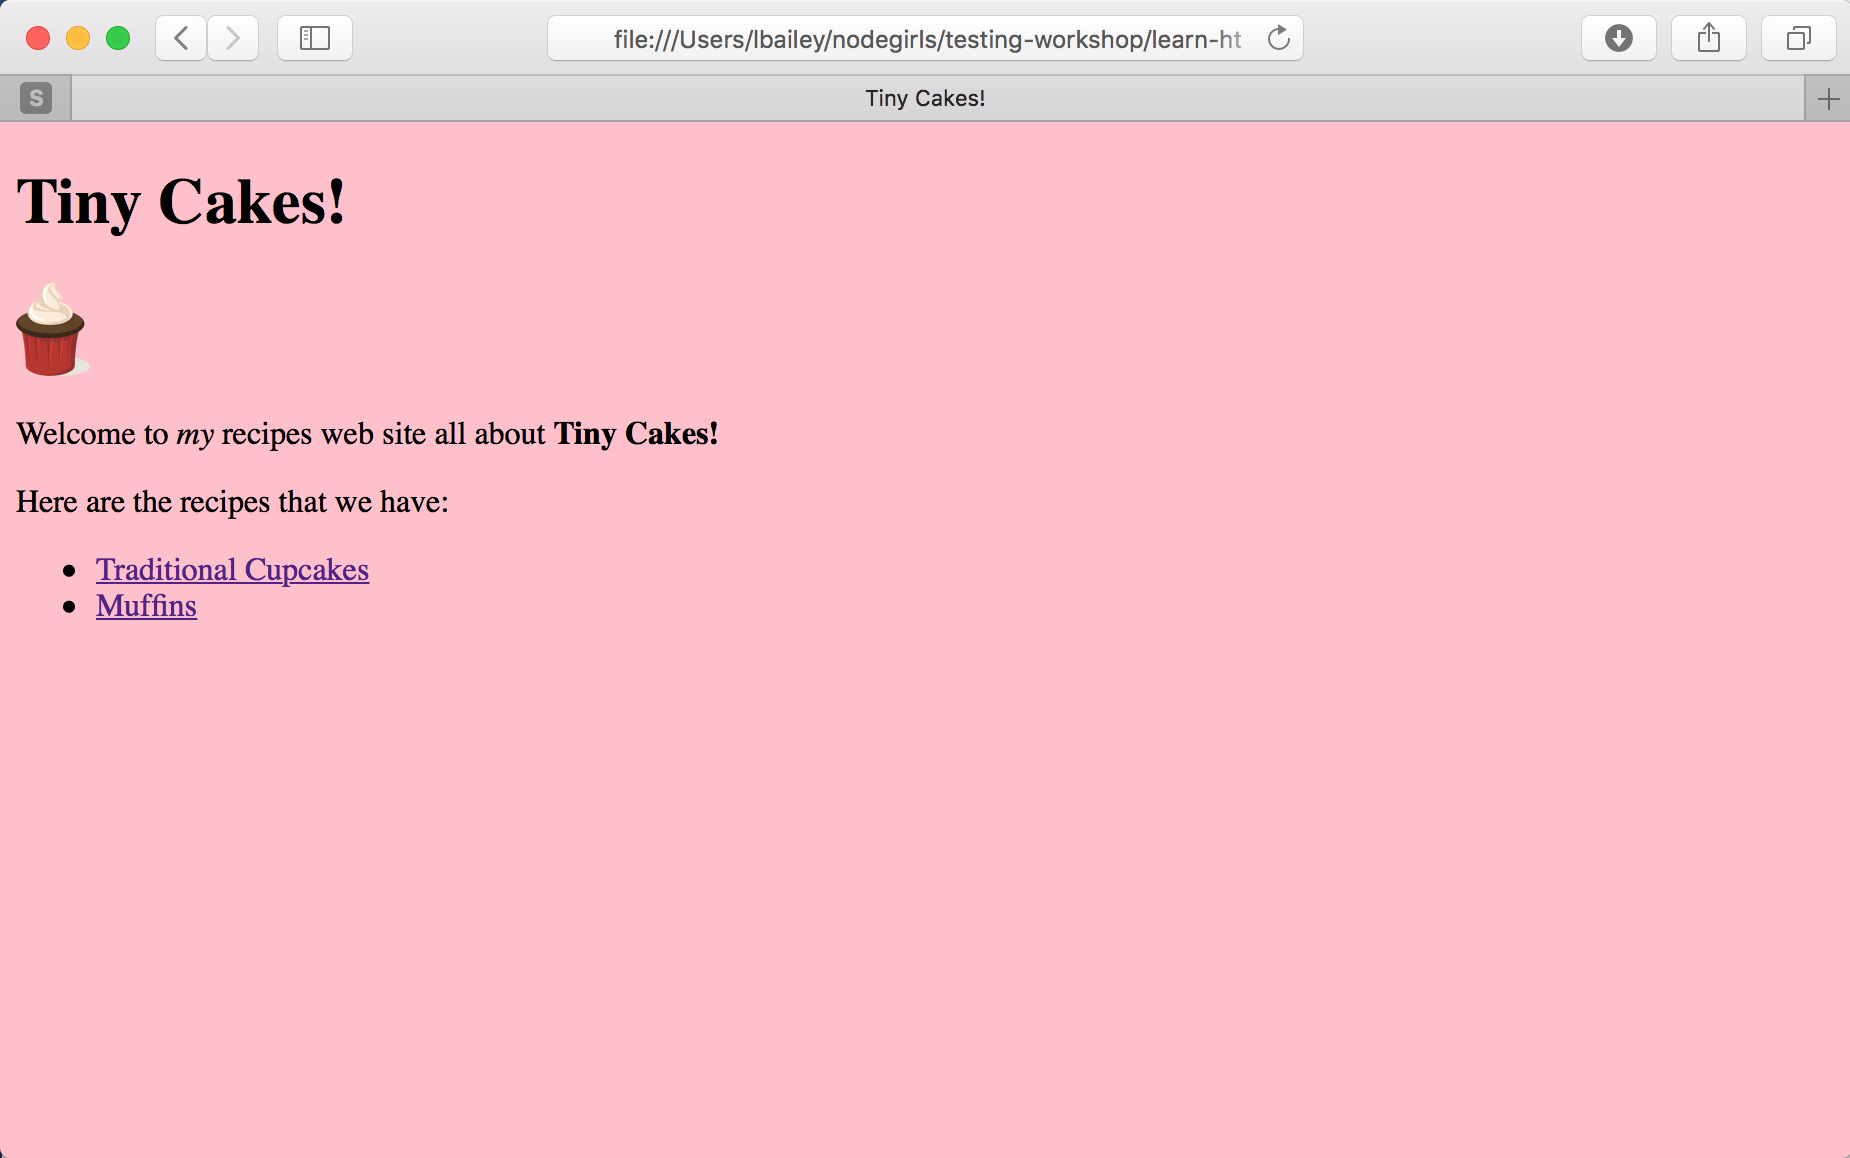 file:///Users/lbailey/nodegirls/testing-workshop/learn-ht
S
Tiny Cakes!
Tiny Cakes!
Welcome to my recipes web site all about Tiny Cakes!
Here are the recipes that we have:
Traditional Cupcakes
Muffins